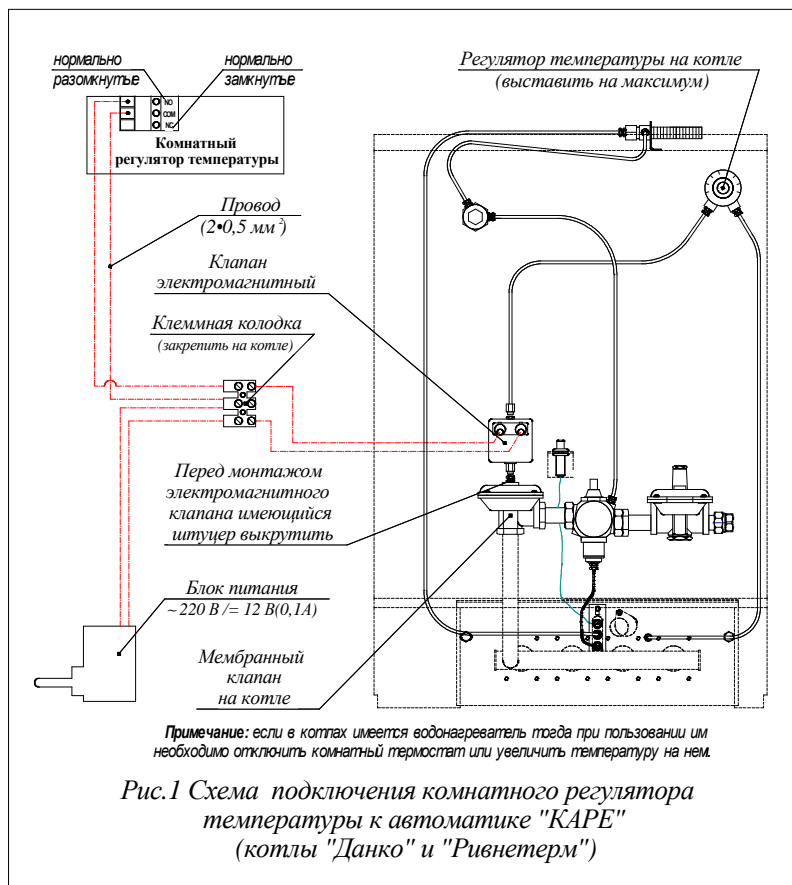 нормально
разомкнутые
нормально
замкнутые
NO
COM
NC
Комнатный
регулятор температуры
Регулятор температуры на котле
(выставить на максимум)
Провод
(2•0,5 мм²)
Клапан
электромагнитный
Клеммная колодка
(закрепить на котле)
Перед монтажом
электромагнитного
клапана имеющийся
штуцер выкрутить
Блок питания
~220 В /= 12 В(0,1А)
Мембранный
клапан
на котле
Примечание: если в котлах имеется водонагреватель тогда при пользовании им
необходимо отключить комнатный термостат или увеличить температуру на нем.
Рис.1 Схема подключения комнатного регулятора
температуры к автоматике "КАРЕ"
(котлы "Данко" и "Ривнетерм")